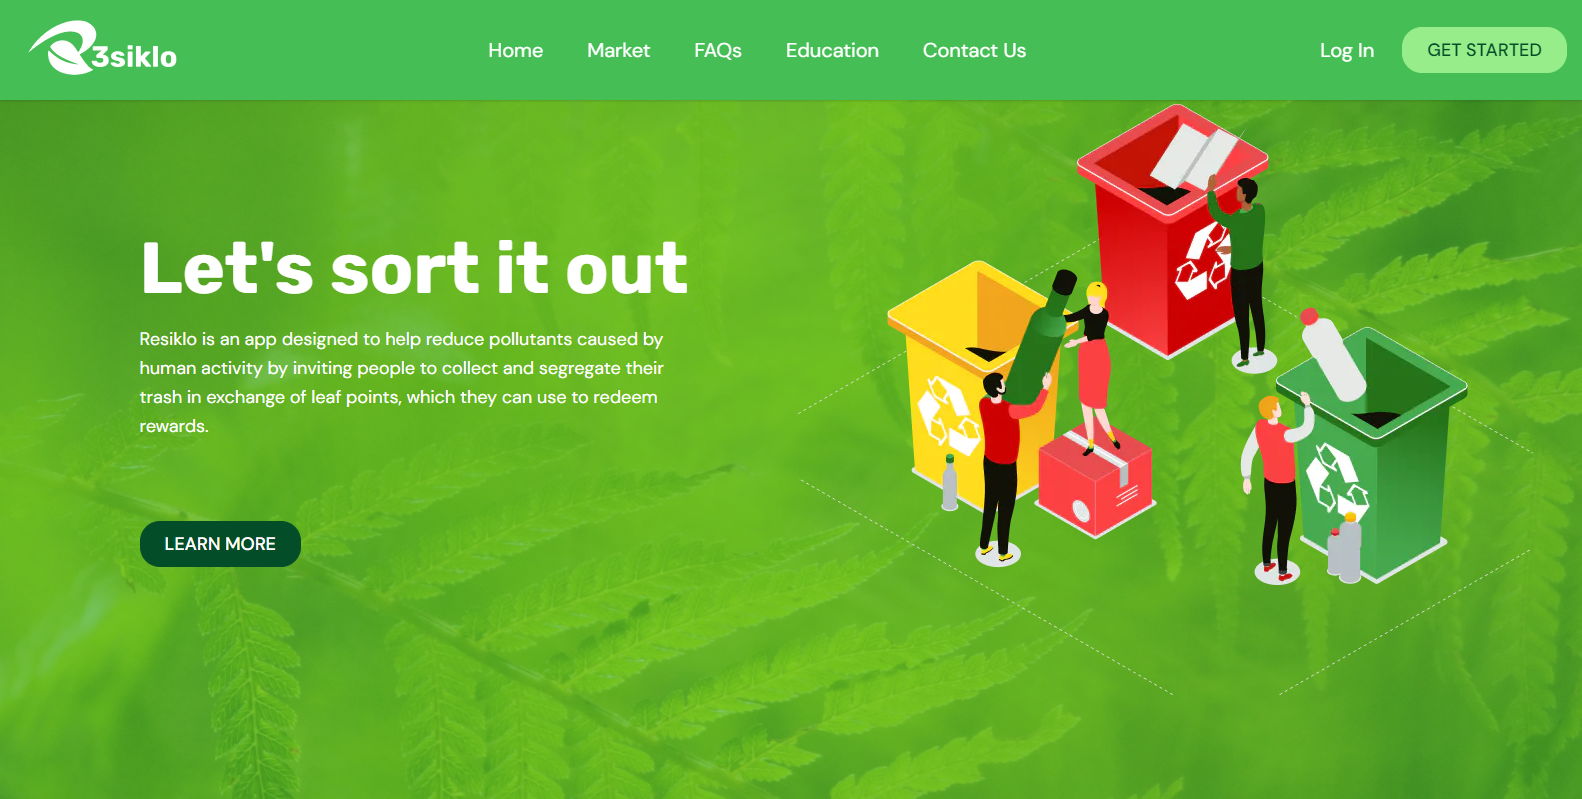 R3siklo
Home
Market
FAQs
Education
Contact Us
Log In
GET STARTED
Let's sort it out
Resiklo is an app designed to help reduce pollutants caused by
human activity by inviting people to collect and segregate their
trash in exchange of leaf points, which they can use to redeem
rewards.
LEARN MORE